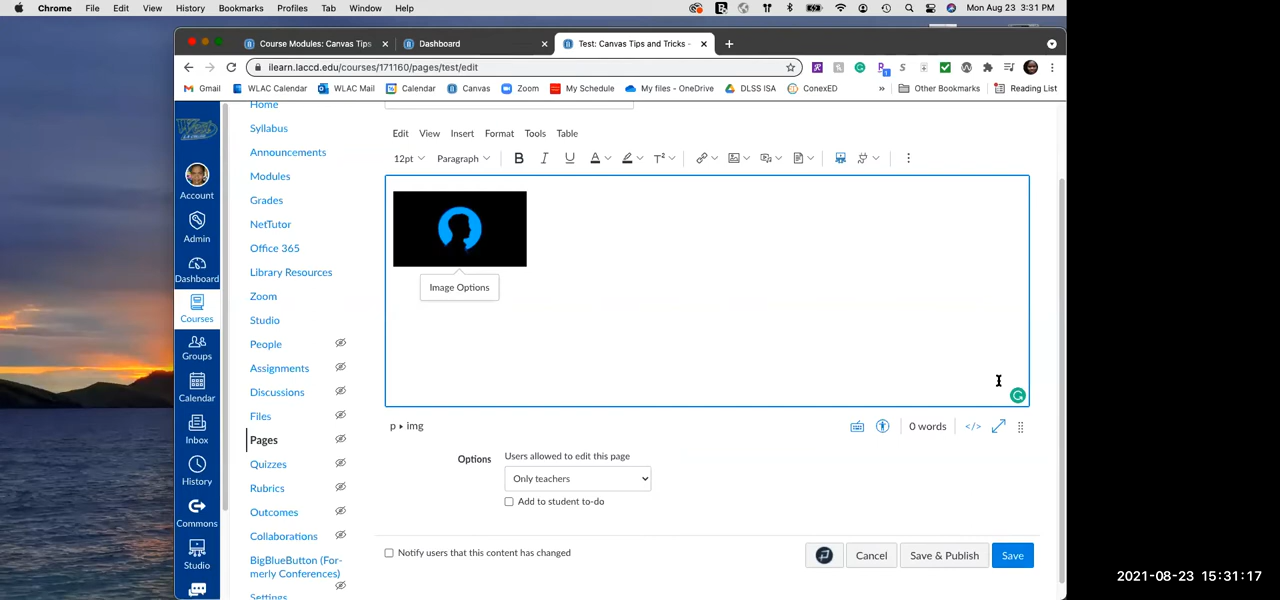 Chrome File Edit View History Bookmarks Profiles Tab Window Help Mon Aug 23 3:31 PM
Course Modules: Canvas Tips Dashboard Test: Canvas Tips and Tricks -
ilearn.laccd.edu/courses/171160/pages/test/edit
Gmail WLAC Calendar WLAC Mail Calendar Canvas Zoom My Schedule My files - OneDrive DLSS ISA ConexED » Other Bookmarks Reading List
Account
Admin
Dashboard
Courses
Groups
Calendar
Inbox
History
Commons
Studio
Home
Syllabus
Announcements
Modules
Grades
NetTutor
Office 365
Library Resources
Zoom
Studio
People
Assignments
Discussions
Files
Pages
Quizzes
Rubrics
Outcomes
Collaborations
BigBlueButton (For-
merly Conferences)
Settings
Edit View Insert Format Tools Table
12pt Paragraph B I U A T²
Image Options
p ▸ img 0 words </>
Options Users allowed to edit this page
Only teachers
Add to student to-do
Notify users that this content has changed Cancel Save & Publish Save
2021-08-23 15:31:17